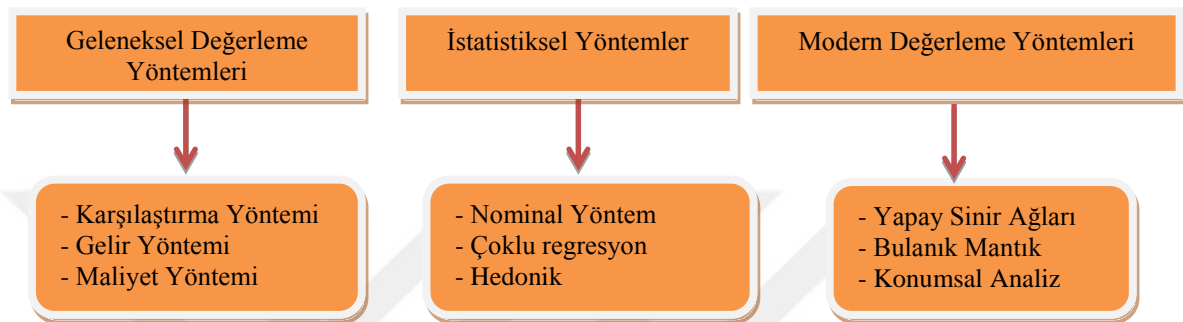 Geleneksel Değerleme
Yöntemleri
İstatistiksel Yöntemler
Modern Değerleme Yöntemleri
- Karşılaştırma Yöntemi
- Gelir Yöntemi
- Maliyet Yöntemi
- Nominal Yöntem
- Çoklu regresyon
- Hedonik
- Yapay Sinir Ağları
- Bulanık Mantık
- Konumsal Analiz